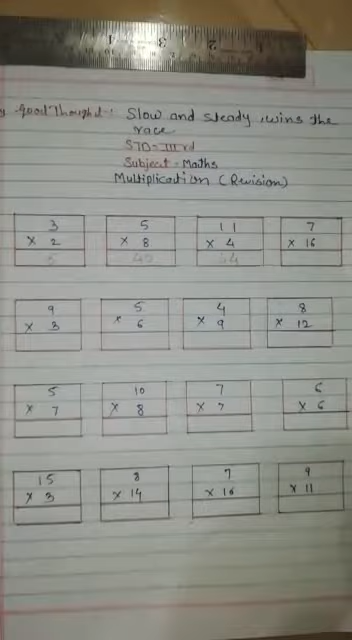 Good Thought:- Slow and steady, wins the
race
STD = III rd
Subject = Maths
Multiplication (Revision)
3 5 11 7
× 2 × 8 × 4 × 16
40 44
9 5 4 8
× 3 × 6 × 9 × 12
5 10 7 6
× 7 × 8 × 7 × 6
15 8 7 9
× 3 × 14 × 16 × 11